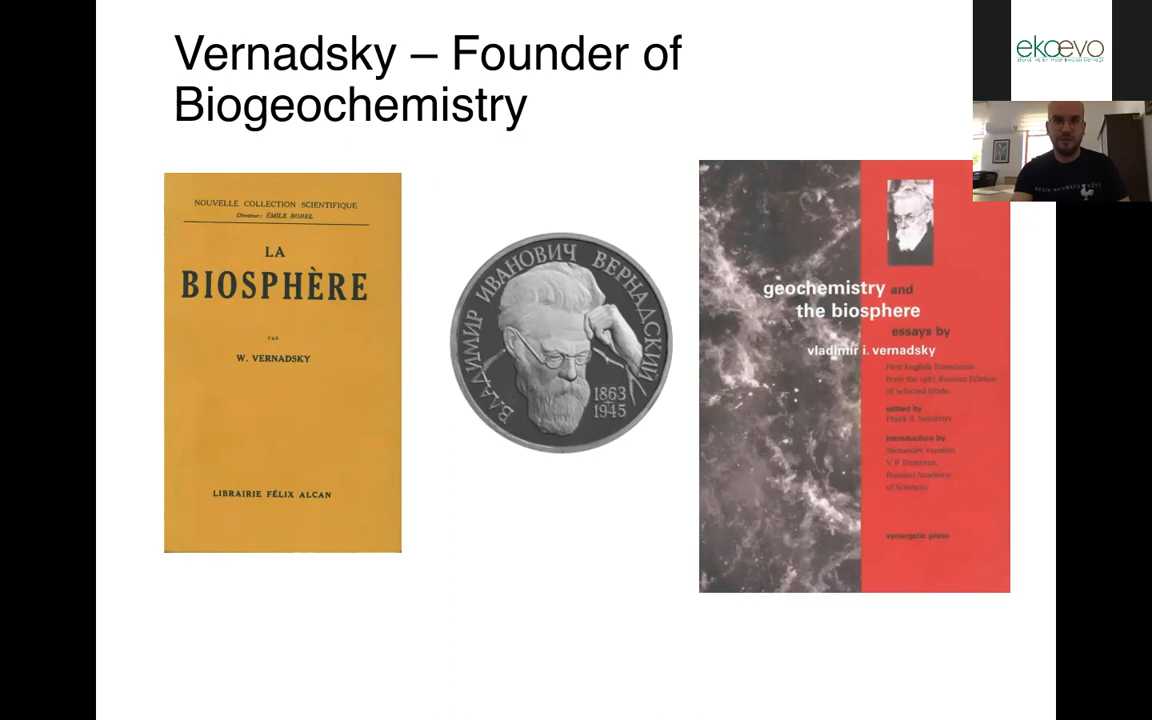 Vernadsky – Founder of
Biogeochemistry
ekoevo
NOUVELLE COLLECTION SCIENTIFIQUE
Directeur: ÉMILE BOREL
LA
BIOSPHÈRE
PAR
W. VERNADSKY
LIBRAIRIE FÉLIX ALCAN
ВЛАДИМИР ИВАНОВИЧ ВЕРНАДСКИЙ
1863
1945
geochemistry and
the biosphere
essays by
vladimir i. vernadsky
First English Translation
from the 1967 Russian Edition
of Selected Works
edited by
Frank B. Salisbury
introduction by
Alexander
Russian Academy
of Sciences
synergetic press